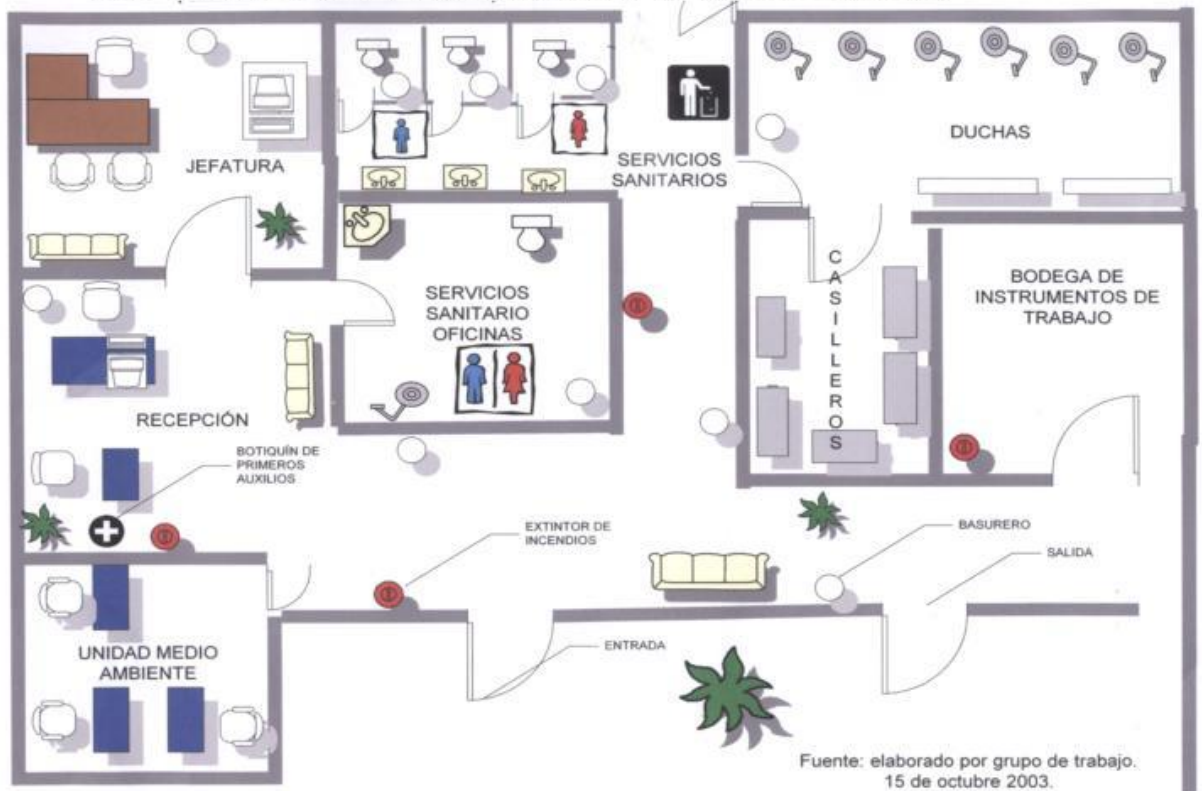 JEFATURA
SERVICIOS
SANITARIOS
DUCHAS
SERVICIOS
SANITARIO
OFICINAS
CASILLEROS
BODEGA DE
INSTRUMENTOS DE
TRABAJO
RECEPCIÓN
BOTIQUÍN DE
PRIMEROS
AUXILIOS
EXTINTOR DE
INCENDIOS
BASURERO
SALIDA
ENTRADA
UNIDAD MEDIO
AMBIENTE
Fuente: elaborado por grupo de trabajo.
15 de octubre 2003.